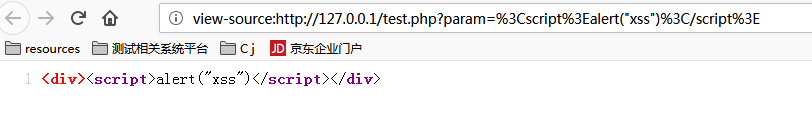 view-source:http://127.0.0.1/test.php?param=%3Cscript%3Ealert("xss")%3C/script%3E
resources 测试相关系统平台 C j JD 京东企业门户
1 <div><script>alert("xss")</script></div>